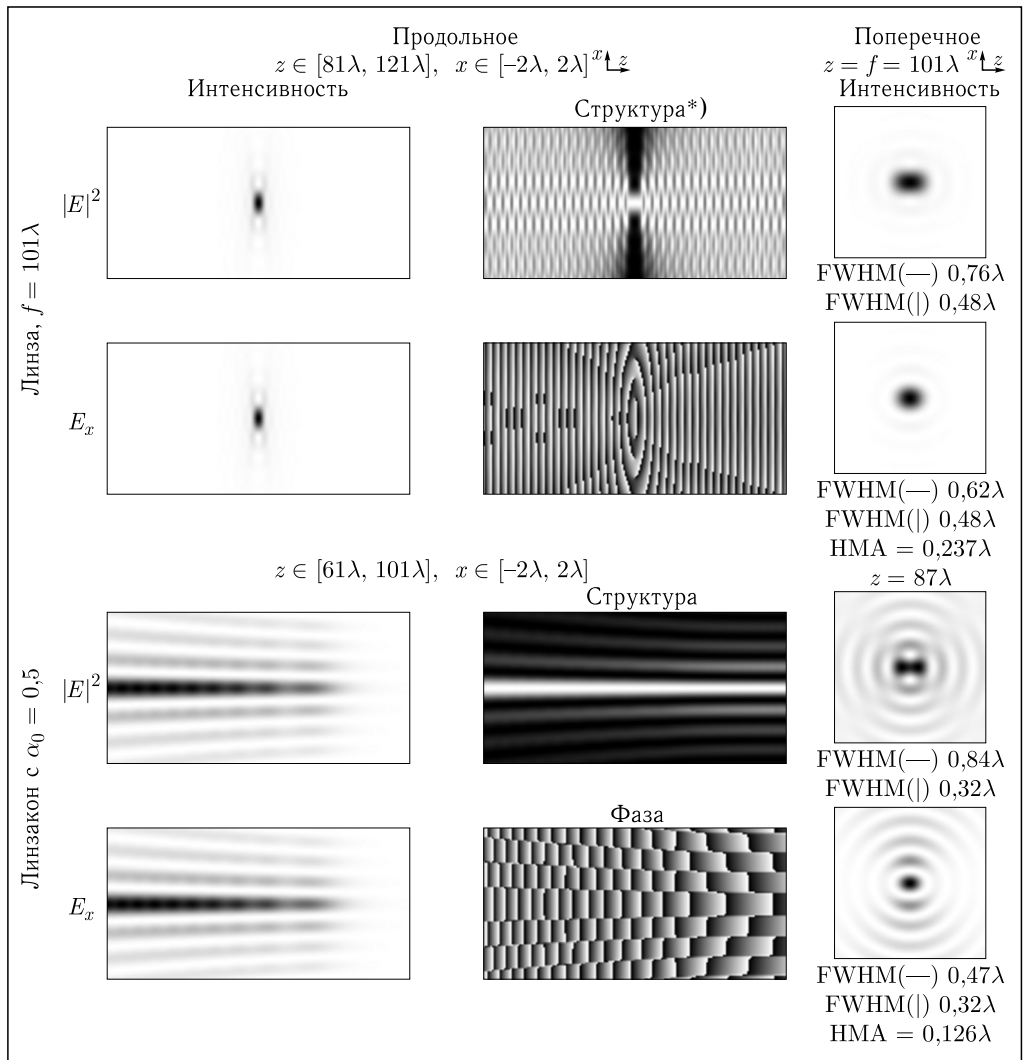 Продольное
z ∈ [81λ, 121λ], x ∈ [–2λ, 2λ] x z
Интенсивность
Структура*)
Поперечное
z = f = 101λ x z
Интенсивность
Линза, f = 101λ
|E|²
FWHM(—) 0,76λ
FWHM(|) 0,48λ
Eₓ
FWHM(—) 0,62λ
FWHM(|) 0,48λ
HMA = 0,237λ
z ∈ [61λ, 101λ], x ∈ [–2λ, 2λ]
Структура
z = 87λ
Линзакон с α₀ = 0,5
|E|²
FWHM(—) 0,84λ
FWHM(|) 0,32λ
Фаза
Eₓ
FWHM(—) 0,47λ
FWHM(|) 0,32λ
HMA = 0,126λ